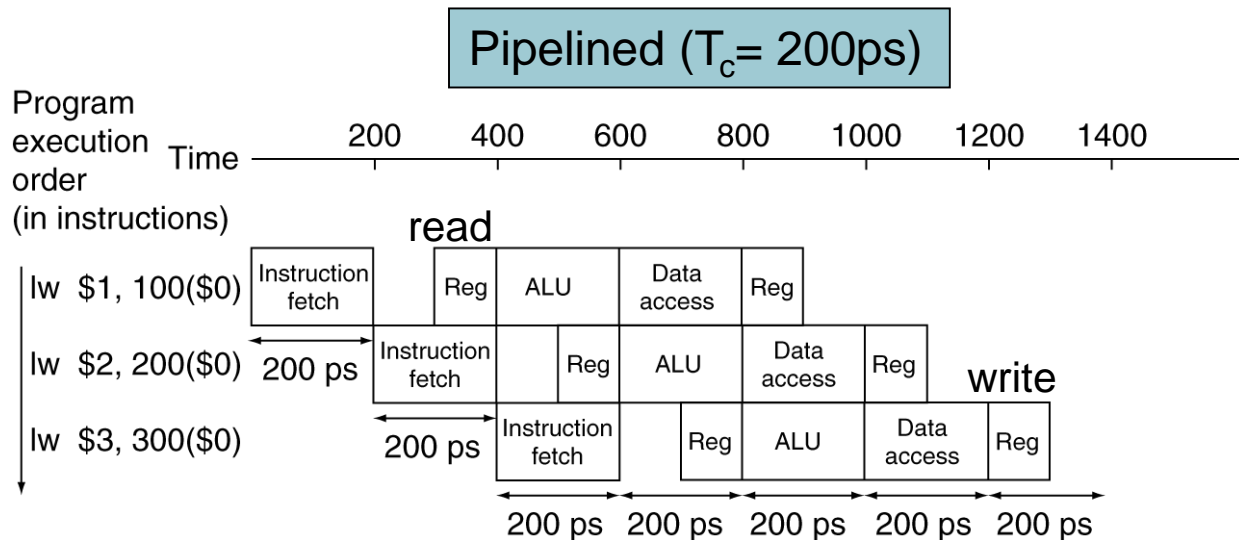 Pipelined (Tc= 200ps)
Program
execution
order
(in instructions)
Time
200 400 600 800 1000 1200 1400
read
lw $1, 100($0)
Instruction
fetch
Reg
ALU
Data
access
Reg
lw $2, 200($0)
200 ps
Instruction
fetch
Reg
ALU
Data
access
Reg
write
lw $3, 300($0)
200 ps
Instruction
fetch
Reg
ALU
Data
access
Reg
200 ps 200 ps 200 ps 200 ps 200 ps